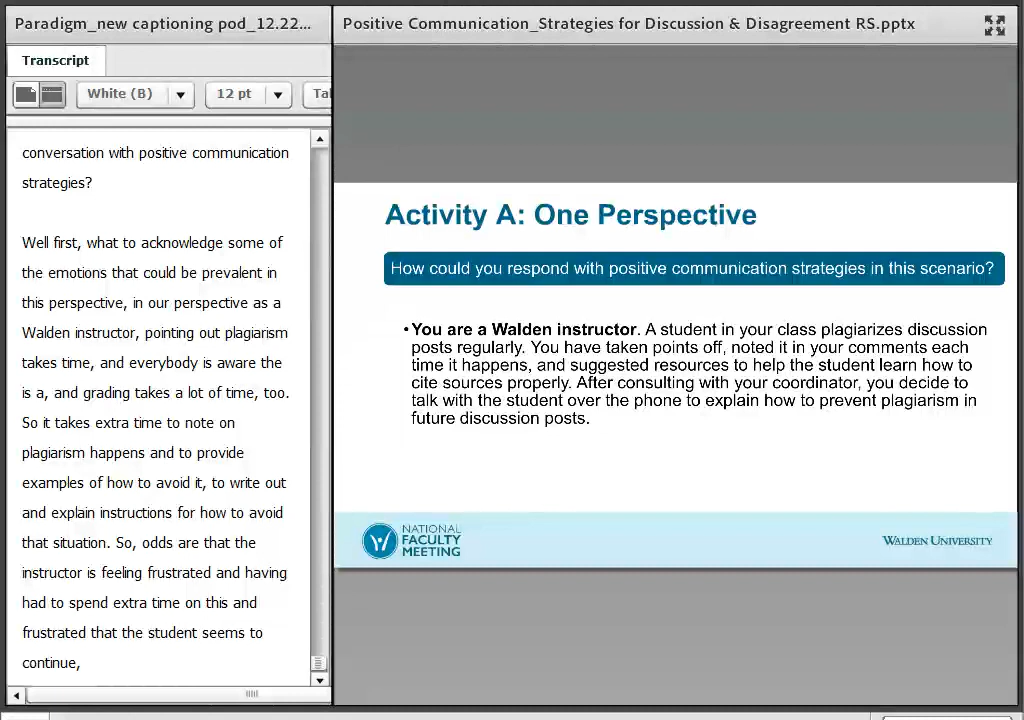 Paradigm_new captioning pod_12.22...
Transcript
White (B)
12 pt
Ta
conversation with positive communication
strategies?
Well first, what to acknowledge some of
the emotions that could be prevalent in
this perspective, in our perspective as a
Walden instructor, pointing out plagiarism
takes time, and everybody is aware the
is a, and grading takes a lot of time, too.
So it takes extra time to note on
plagiarism happens and to provide
examples of how to avoid it, to write out
and explain instructions for how to avoid
that situation. So, odds are that the
instructor is feeling frustrated and having
had to spend extra time on this and
frustrated that the student seems to
continue,
Positive Communication_Strategies for Discussion & Disagreement RS.pptx
Activity A: One Perspective
How could you respond with positive communication strategies in this scenario?
•You are a Walden instructor. A student in your class plagiarizes discussion
posts regularly. You have taken points off, noted it in your comments each
time it happens, and suggested resources to help the student learn how to
cite sources properly. After consulting with your coordinator, you decide to
talk with the student over the phone to explain how to prevent plagiarism in
future discussion posts.
NATIONAL
FACULTY
MEETING
WALDEN UNIVERSITY